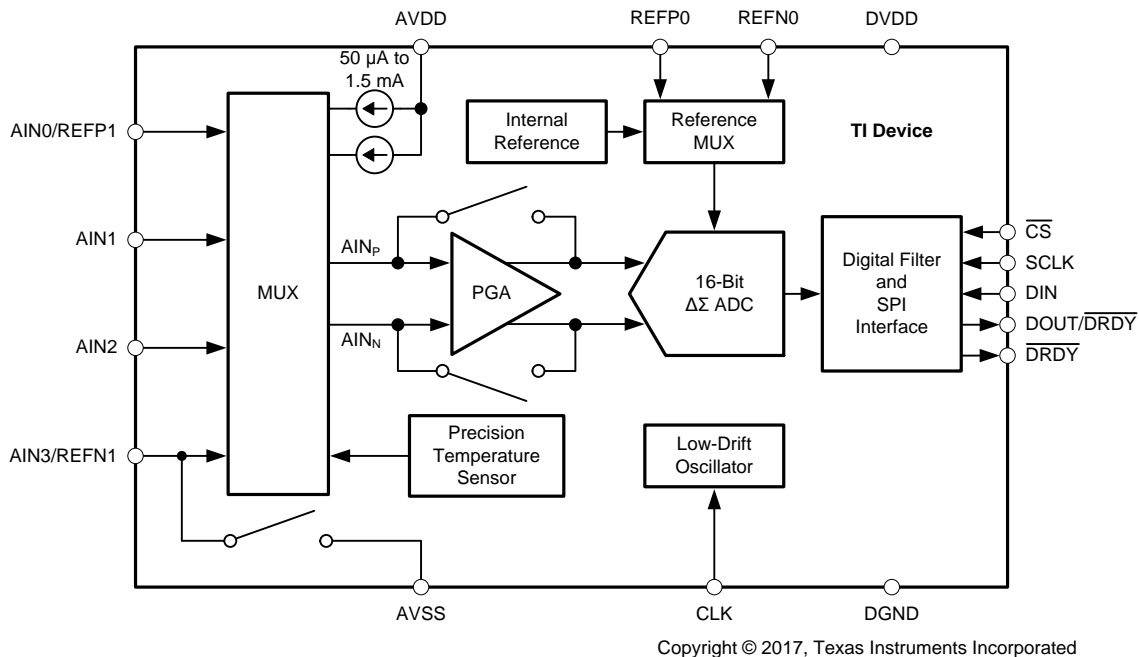 AVDD
REFP0
REFN0
DVDD
50 µA to
1.5 mA
AIN0/REFP1
Internal
Reference
Reference
MUX
TI Device
AIN1
AINP
MUX
PGA
16-Bit
ΔΣ ADC
Digital Filter
and
SPI
Interface
CS
SCLK
DIN
DOUT/DRDY
DRDY
AINN
AIN2
AIN3/REFN1
Precision
Temperature
Sensor
Low-Drift
Oscillator
AVSS
CLK
DGND
Copyright © 2017, Texas Instruments Incorporated